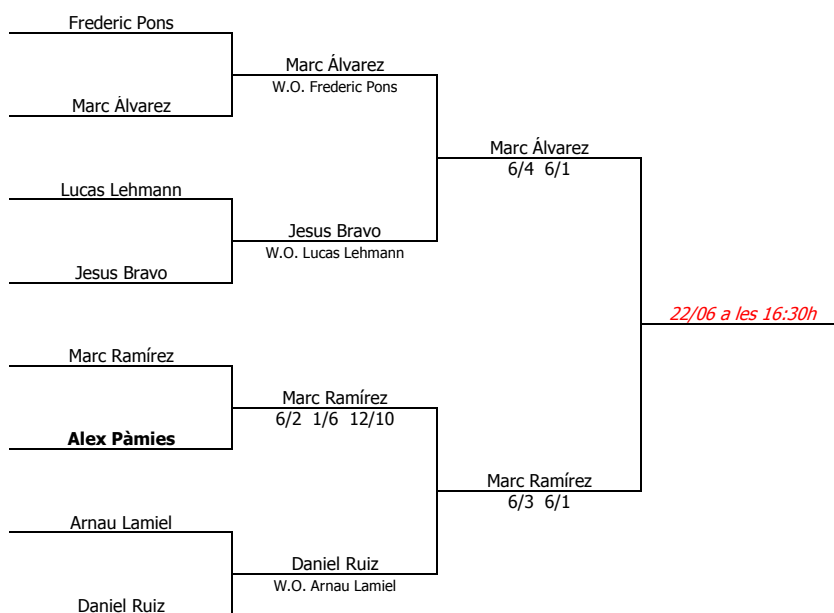 Frederic Pons
Marc Álvarez
W.O. Frederic Pons
Marc Álvarez
Marc Álvarez
6/4 6/1
Lucas Lehmann
Jesus Bravo
W.O. Lucas Lehmann
Jesus Bravo
22/06 a les 16:30h
Marc Ramírez
Marc Ramírez
6/2 1/6 12/10
Alex Pàmies
Marc Ramírez
6/3 6/1
Arnau Lamiel
Daniel Ruiz
W.O. Arnau Lamiel
Daniel Ruiz